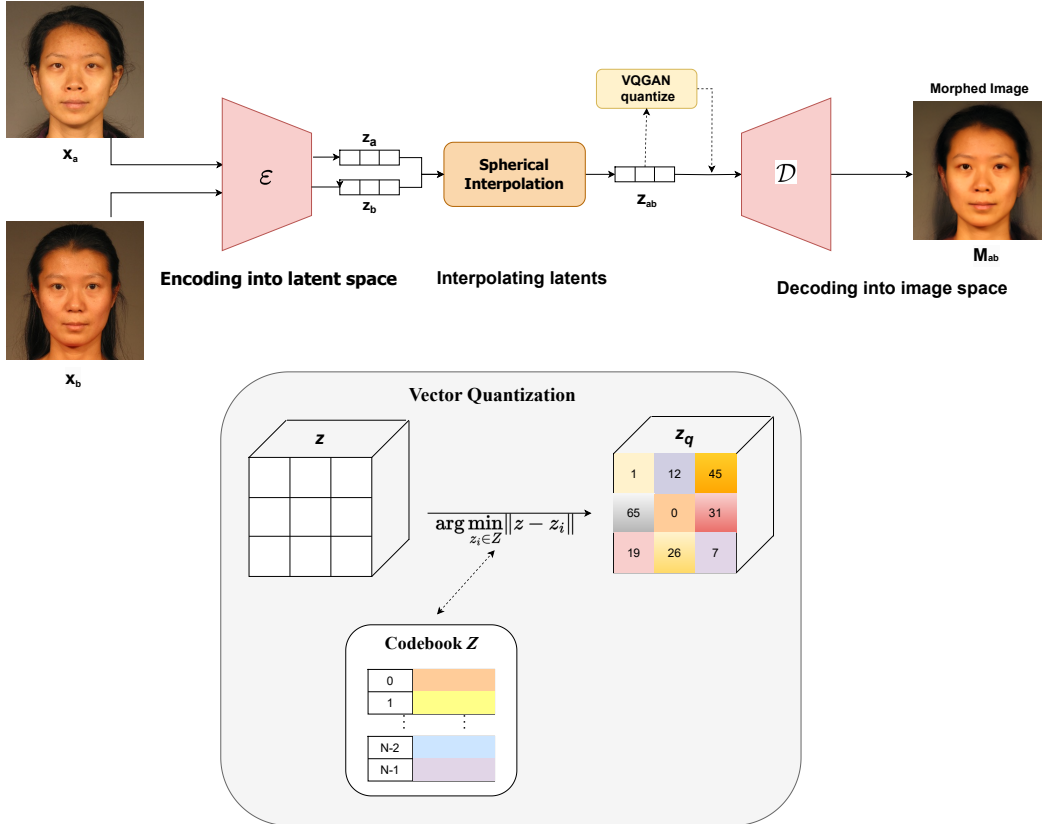 x_a
x_b
ε
z_a
z_b
Spherical
Interpolation
VQGAN
quantize
z_ab
D
Morphed Image
M_ab
Encoding into latent space
Interpolating latents
Decoding into image space
Vector Quantization
z
arg min ‖z − z_i‖
z_i∈Z
z_q
1 12 45
65 0 31
19 26 7
Codebook Z
0
1
⋮ ⋮
N-2
N-1